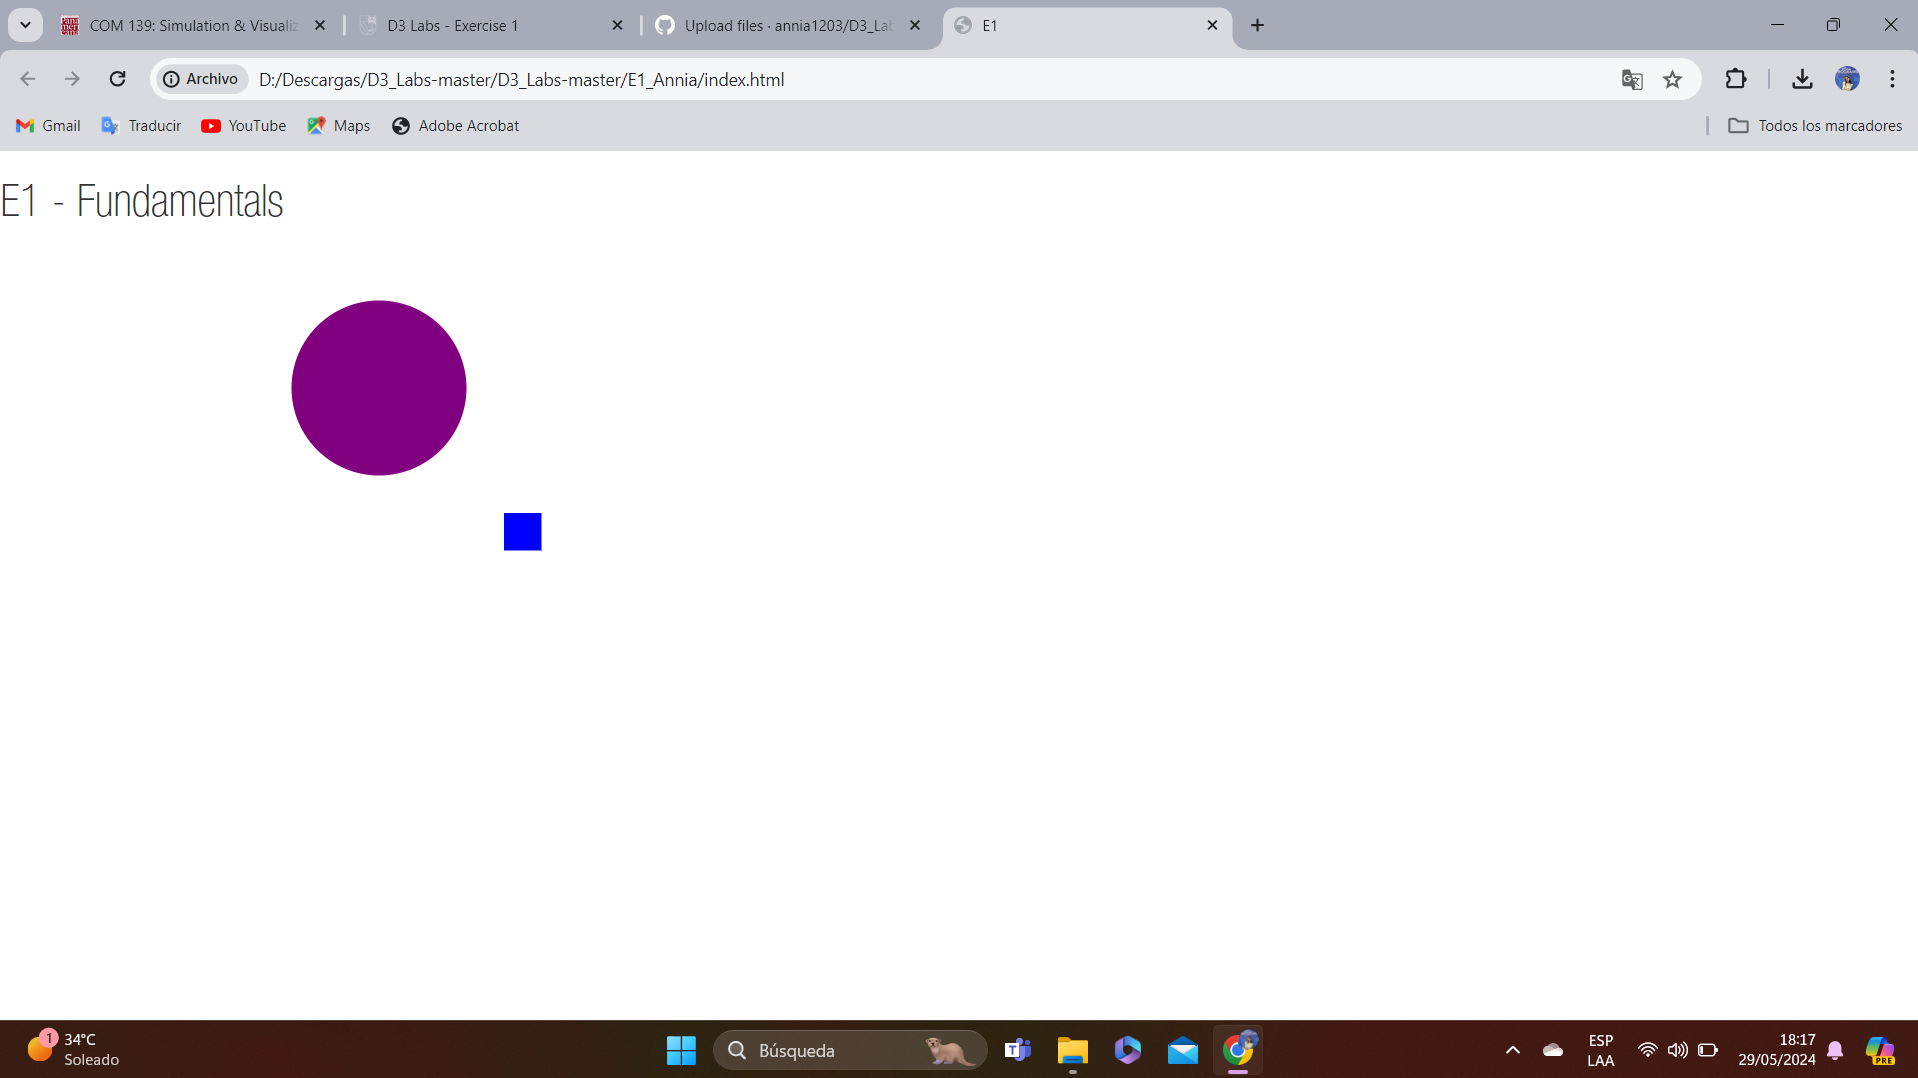 COM 139: Simulation & Visualiz
D3 Labs - Exercise 1
Upload files · annia1203/D3_Lab
E1
Archivo
D:/Descargas/D3_Labs-master/D3_Labs-master/E1_Annia/index.html
Gmail
Traducir
YouTube
Maps
Adobe Acrobat
Todos los marcadores
E1 - Fundamentals
1
34°C
Soleado
Búsqueda
ESP
LAA
18:17
29/05/2024
PRE